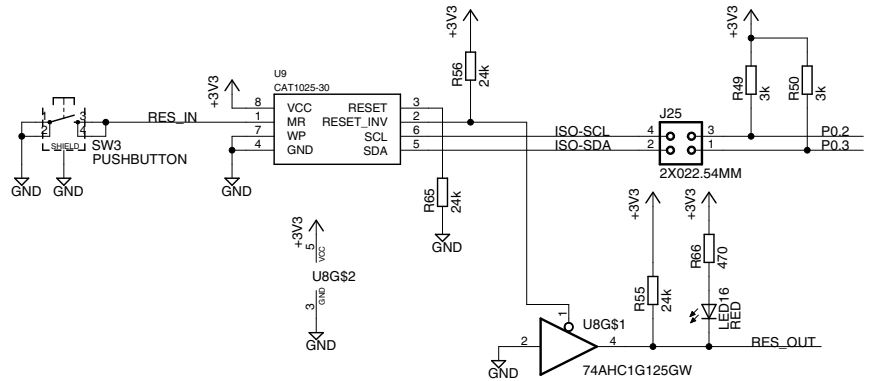 +3V3
+3V3
R56
24k
R49
3k
R50
3k
U9
CAT1025-30
+3V3
8
VCC
RESET
3
1
MR
RESET_INV
2
7
WP
SCL
6
4
GND
SDA
5
1
3
2
4
SHIELD
RES_IN
SW3
PUSHBUTTON
GND
GND
GND
J25
ISO-SCL
4
3
P0.2
ISO-SDA
2
1
P0.3
2X022.54MM
R65
24k
GND
+3V3
5
VCC
U8G$2
3
GND
GND
+3V3
+3V3
R66
470
R55
24k
LED16
RED
1
U8G$1
2
4
RES_OUT
GND
74AHC1G125GW